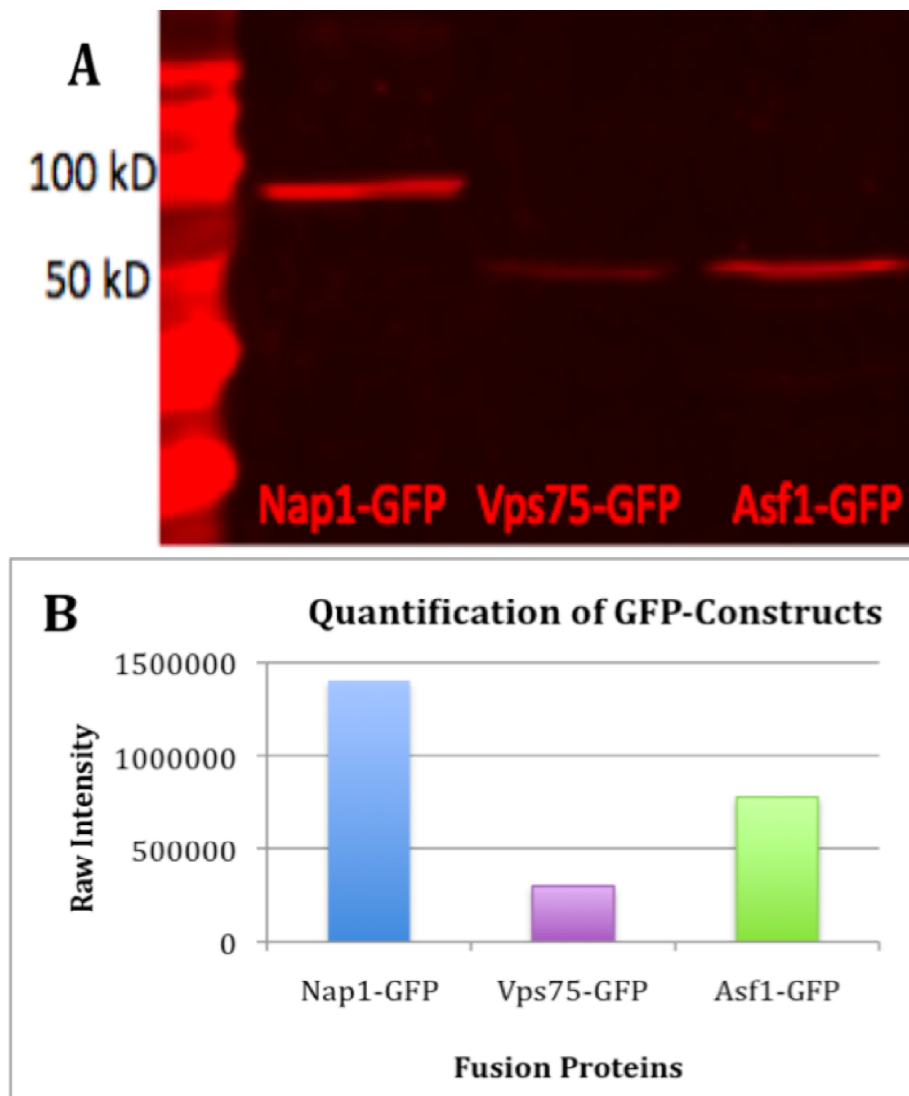 A
100 kD
50 kD
Nap1-GFP Vps75-GFP Asf1-GFP
B
Quantification of GFP-Constructs
Raw Intensity
1500000
1000000
500000
0
Nap1-GFP Vps75-GFP Asf1-GFP
Fusion Proteins